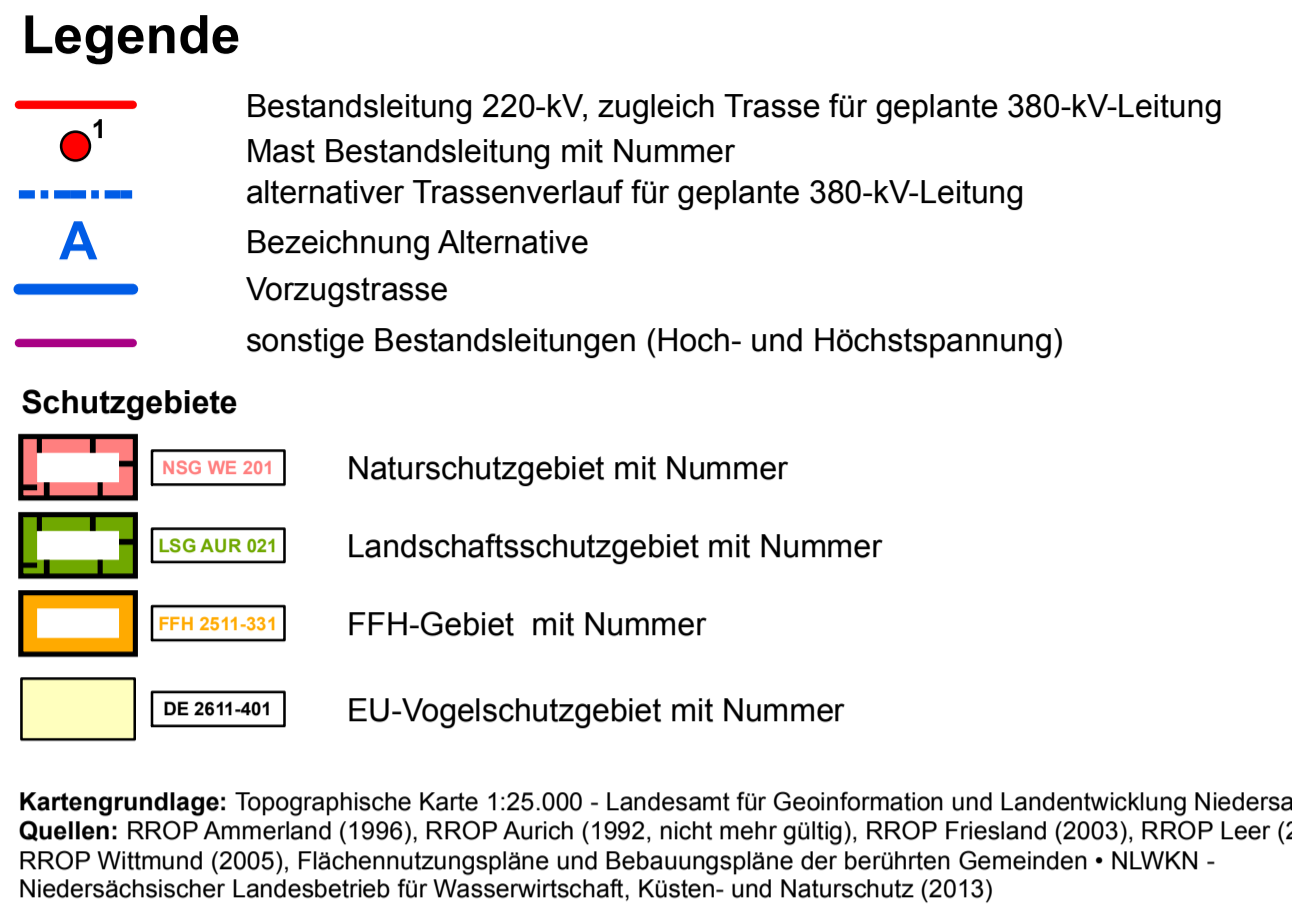 Legende
Bestandsleitung 220-kV, zugleich Trasse für geplante 380-kV-Leitung
1
Mast Bestandsleitung mit Nummer
alternativer Trassenverlauf für geplante 380-kV-Leitung
A Bezeichnung Alternative
Vorzugstrasse
sonstige Bestandsleitungen (Hoch- und Höchstspannung)
Schutzgebiete
NSG WE 201 Naturschutzgebiet mit Nummer
LSG AUR 021 Landschaftsschutzgebiet mit Nummer
FFH 2511-331 FFH-Gebiet mit Nummer
DE 2611-401 EU-Vogelschutzgebiet mit Nummer
Kartengrundlage: Topographische Karte 1:25.000 - Landesamt für Geoinformation und Landentwicklung
Quellen: RROP Ammerland (1996), RROP Aurich (1992, nicht mehr gültig), RROP Friesland (2003), RROP Leer
RROP Wittmund (2005), Flächennutzungspläne und Bebauungspläne der berührten Gemeinden • NLWKN -
Niedersächsischer Landesbetrieb für Wasserwirtschaft, Küsten- und Naturschutz (2013)